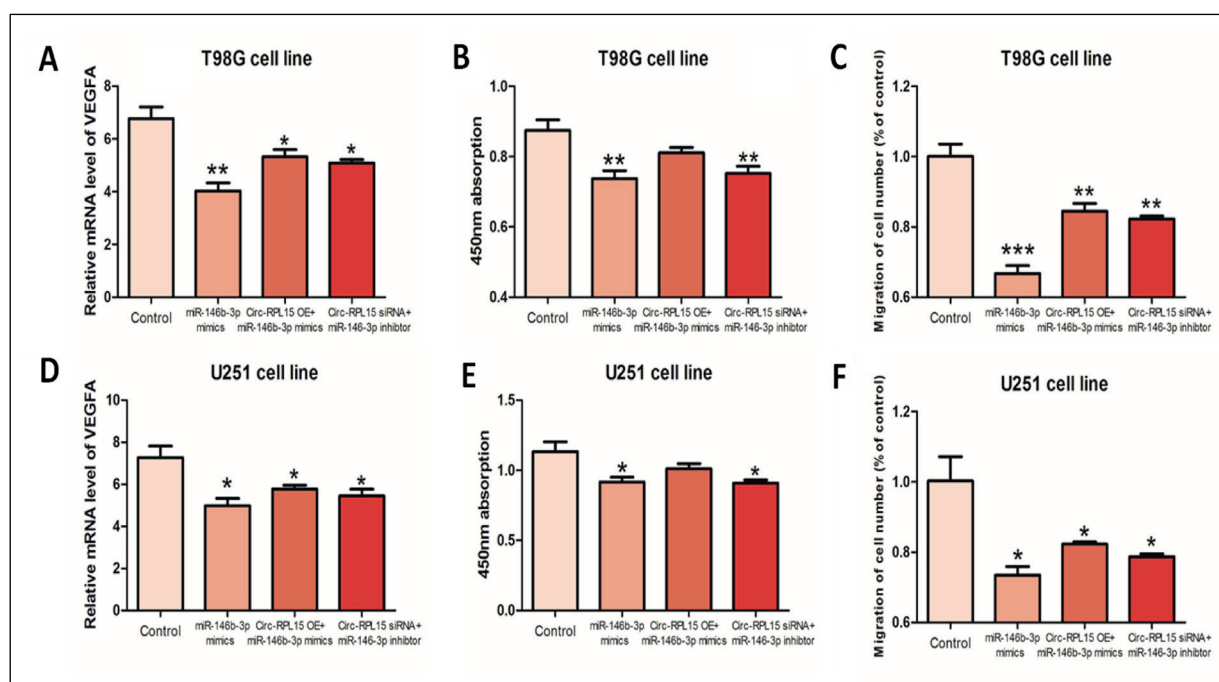 A
T98G cell line
Relative mRNA level of VEGFA
8
6
4
2
0
**
*
*
Control
miR-146b-3p mimics
Circ-RPL15 OE+ miR-146b-3p mimics
Circ-RPL15 siRNA+ miR-146-3p inhibtor
B
T98G cell line
450nm absorption
1.0
0.8
0.6
0.4
**
**
Control
miR-146b-3p mimics
Circ-RPL15 OE+ miR-146b-3p mimics
Circ-RPL15 siRNA+ miR-146-3p inhibtor
C
T98G cell line
Migration of cell number (% of control)
1.2
1.0
0.8
0.6
***
**
**
Control
miR-146b-3p mimics
Circ-RPL15 OE+ miR-146b-3p mimics
Circ-RPL15 siRNA+ miR-146-3p inhibtor
D
U251 cell line
Relative mRNA level of VEGFA
10
8
6
4
2
0
*
*
*
Control
miR-146b-3p mimics
Circ-RPL15 OE+ miR-146b-3p mimics
Circ-RPL15 siRNA+ miR-146-3p inhibtor
E
U251 cell line
450nm absorption
1.5
1.0
0.5
0.0
*
*
Control
miR-146b-3p mimics
Circ-RPL15 OE+ miR-146b-3p mimics
Circ-RPL15 siRNA+ miR-146-3p inhibtor
F
U251 cell line
Migration of cell number (% of control)
1.2
1.0
0.8
0.6
*
*
*
Control
miR-146b-3p mimics
Circ-RPL15 OE+ miR-146b-3p mimics
Circ-RPL15 siRNA+ miR-146-3p inhibtor